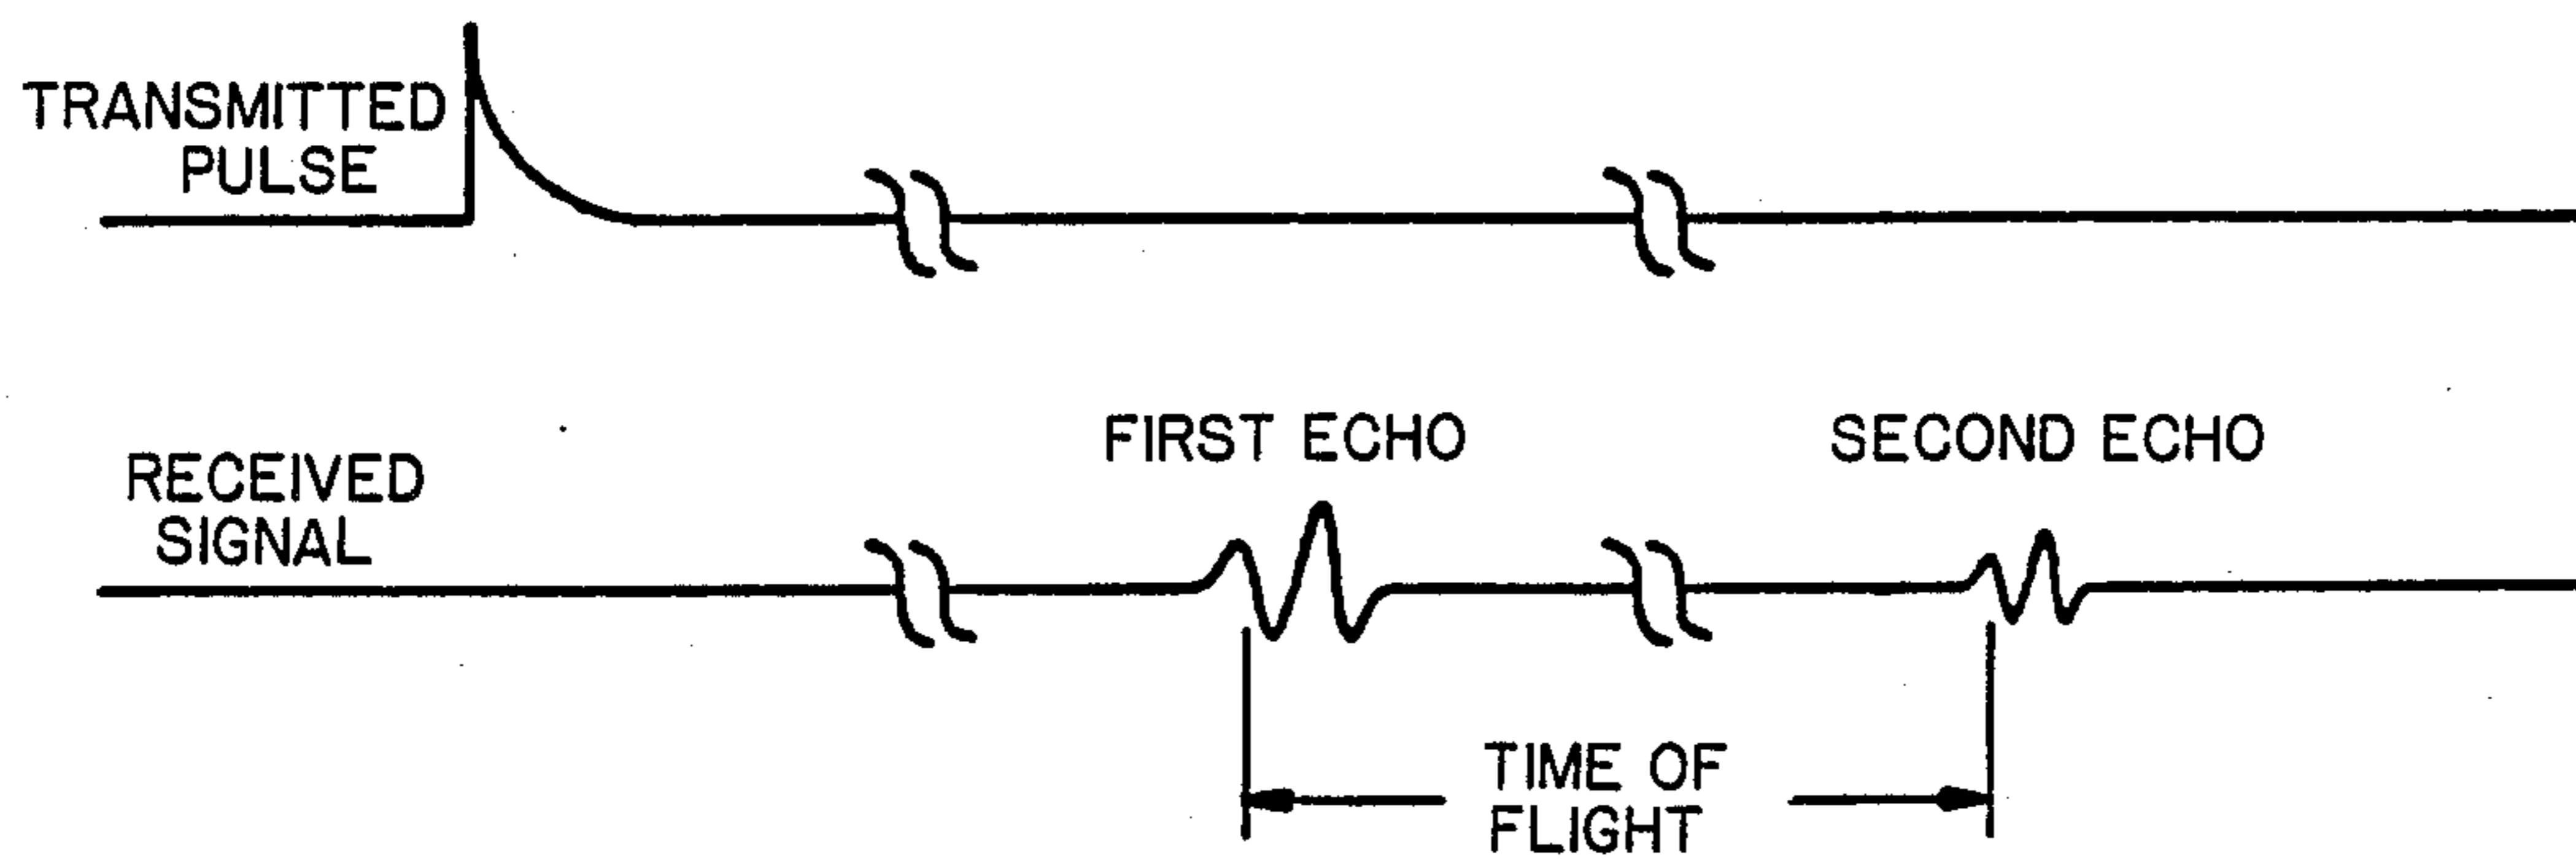 TRANSMITTED
PULSE
RECEIVED
SIGNAL
FIRST ECHO
SECOND ECHO
TIME OF
FLIGHT